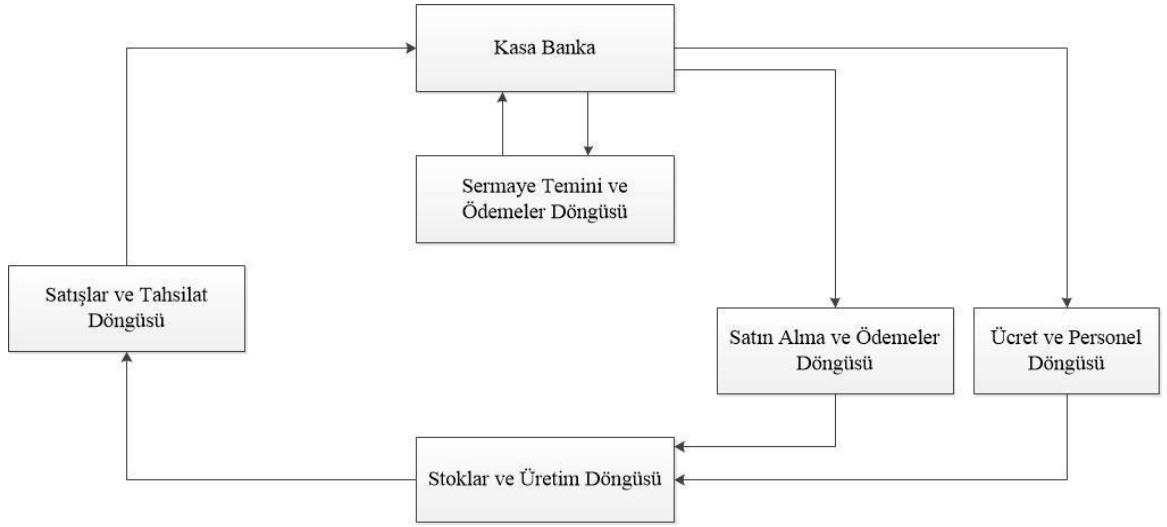 Kasa Banka
Sermaye Temini ve
Ödemeler Döngüsü
Satışlar ve Tahsilat
Döngüsü
Satın Alma ve Ödemeler
Döngüsü
Ücret ve Personel
Döngüsü
Stoklar ve Üretim Döngüsü